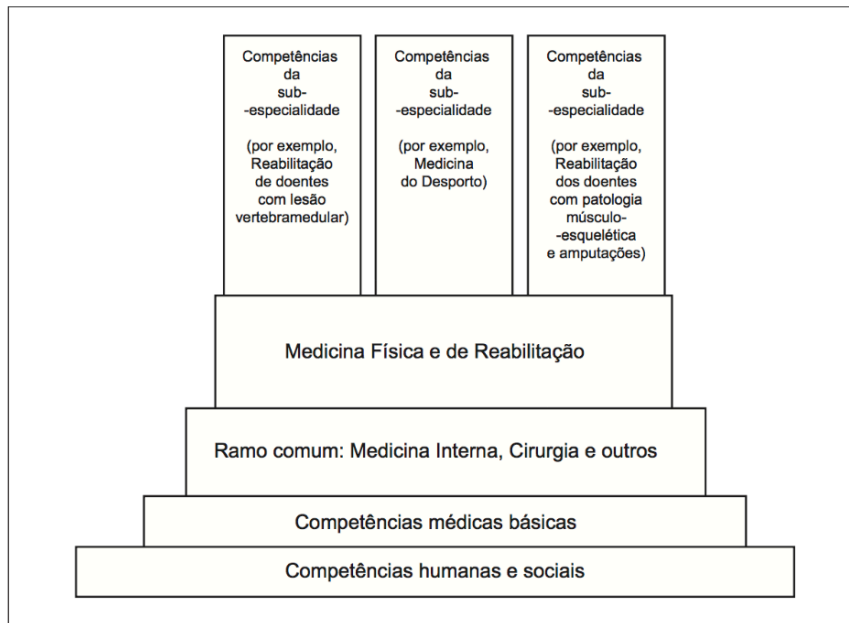 Competências
da
sub-
-especialidade
(por exemplo,
Reabilitação
de doentes
com lesão
vertebramedular)
Competências
da
sub-
-especialidade
(por exemplo,
Medicina
do Desporto)
Competências
da
sub-
-especialidade
(por exemplo,
Reabilitação
dos doentes
com patologia
músculo-
-esquelética
e amputações)
Medicina Física e de Reabilitação
Ramo comum: Medicina Interna, Cirurgia e outros
Competências médicas básicas
Competências humanas e sociais